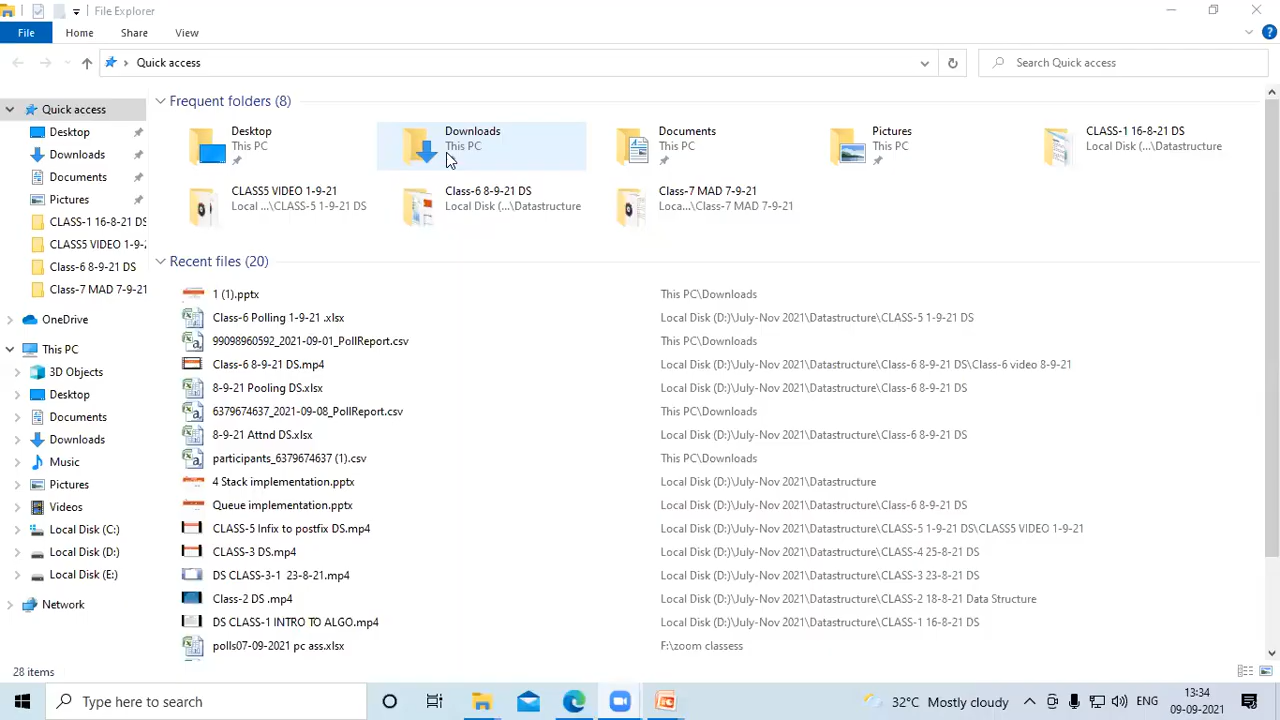 File Explorer
File Home Share View
Quick access Search Quick access
Quick access
Desktop
Downloads
Documents
Pictures
CLASS-1 16-8-21 DS
CLASS5 VIDEO 1-9-
Class-6 8-9-21 DS
Class-7 MAD 7-9-21
OneDrive
This PC
3D Objects
Desktop
Documents
Downloads
Music
Pictures
Videos
Local Disk (C:)
Local Disk (D:)
Local Disk (E:)
Network
Frequent folders (8)
Desktop Downloads Documents Pictures CLASS-1 16-8-21 DS
This PC This PC This PC This PC Local Disk (...\Datastructure
CLASS5 VIDEO 1-9-21 Class-6 8-9-21 DS Class-7 MAD 7-9-21
Local ...\CLASS-5 1-9-21 DS Local Disk (...\Datastructure Loca...\Class-7 MAD 7-9-21
Recent files (20)
1 (1).pptx This PC\Downloads
Class-6 Polling 1-9-21 .xlsx Local Disk (D:)\July-Nov 2021\Datastructure\CLASS-5 1-9-21 DS
99098960592_2021-09-01_PollReport.csv This PC\Downloads
Class-6 8-9-21 DS.mp4 Local Disk (D:)\July-Nov 2021\Datastructure\Class-6 8-9-21 DS\Class-6 video 8-9-21
8-9-21 Pooling DS.xlsx Local Disk (D:)\July-Nov 2021\Datastructure\Class-6 8-9-21 DS
6379674637_2021-09-08_PollReport.csv This PC\Downloads
8-9-21 Attnd DS.xlsx Local Disk (D:)\July-Nov 2021\Datastructure\Class-6 8-9-21 DS
participants_6379674637 (1).csv This PC\Downloads
4 Stack implementation.pptx Local Disk (D:)\July-Nov 2021\Datastructure
Queue implementation.pptx Local Disk (D:)\July-Nov 2021\Datastructure\Class-6 8-9-21 DS
CLASS-5 Infix to postfix DS.mp4 Local Disk (D:)\July-Nov 2021\Datastructure\CLASS-5 1-9-21 DS\CLASS5 VIDEO 1-9-21
CLASS-3 DS.mp4 Local Disk (D:)\July-Nov 2021\Datastructure\CLASS-4 25-8-21 DS
DS CLASS-3-1 23-8-21.mp4 Local Disk (D:)\July-Nov 2021\Datastructure\CLASS-3 23-8-21 DS
Class-2 DS .mp4 Local Disk (D:)\July-Nov 2021\Datastructure\CLASS-2 18-8-21 Data Structure
DS CLASS-1 INTRO TO ALGO.mp4 Local Disk (D:)\July-Nov 2021\Datastructure\CLASS-1 16-8-21 DS
polls07-09-2021 pc ass.xlsx F:\zoom classess
28 items
Type here to search 32°C Mostly cloudy ENG 13:34
09-09-2021